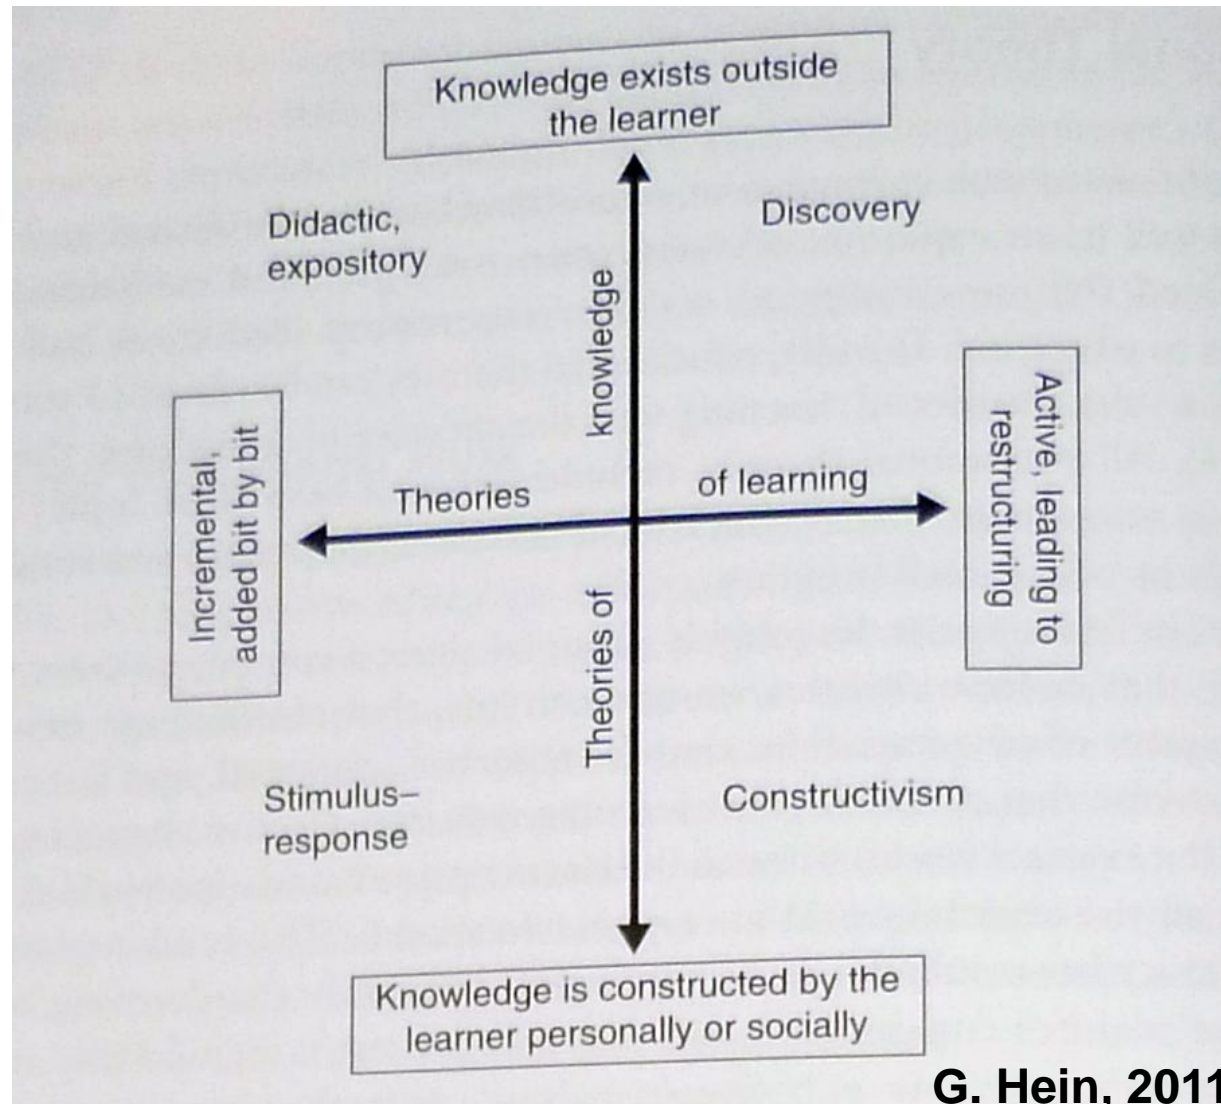 Knowledge exists outside
the learner
Didactic,
expository
Discovery
knowledge
Theories of
Theories
of learning
Incremental,
added bit by bit
Active, leading to
restructuring
Stimulus–
response
Constructivism
Knowledge is constructed by the
learner personally or socially
G. Hein, 2011